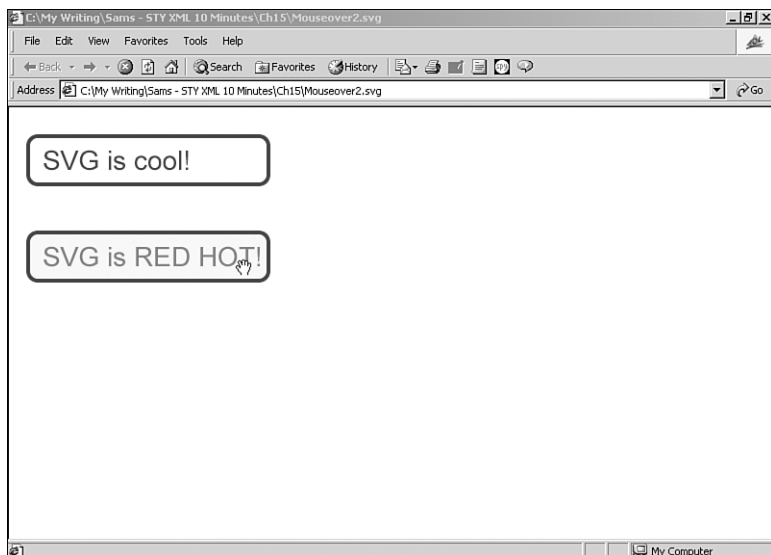 C:\My Writing\Sams - STY XML 10 Minutes\Ch15\Mouseover2.svg
File Edit View Favorites Tools Help
Back Search Favorites History
Address C:\My Writing\Sams - STY XML 10 Minutes\Ch15\Mouseover2.svg Go
SVG is cool!
SVG is RED HOT!
My Computer